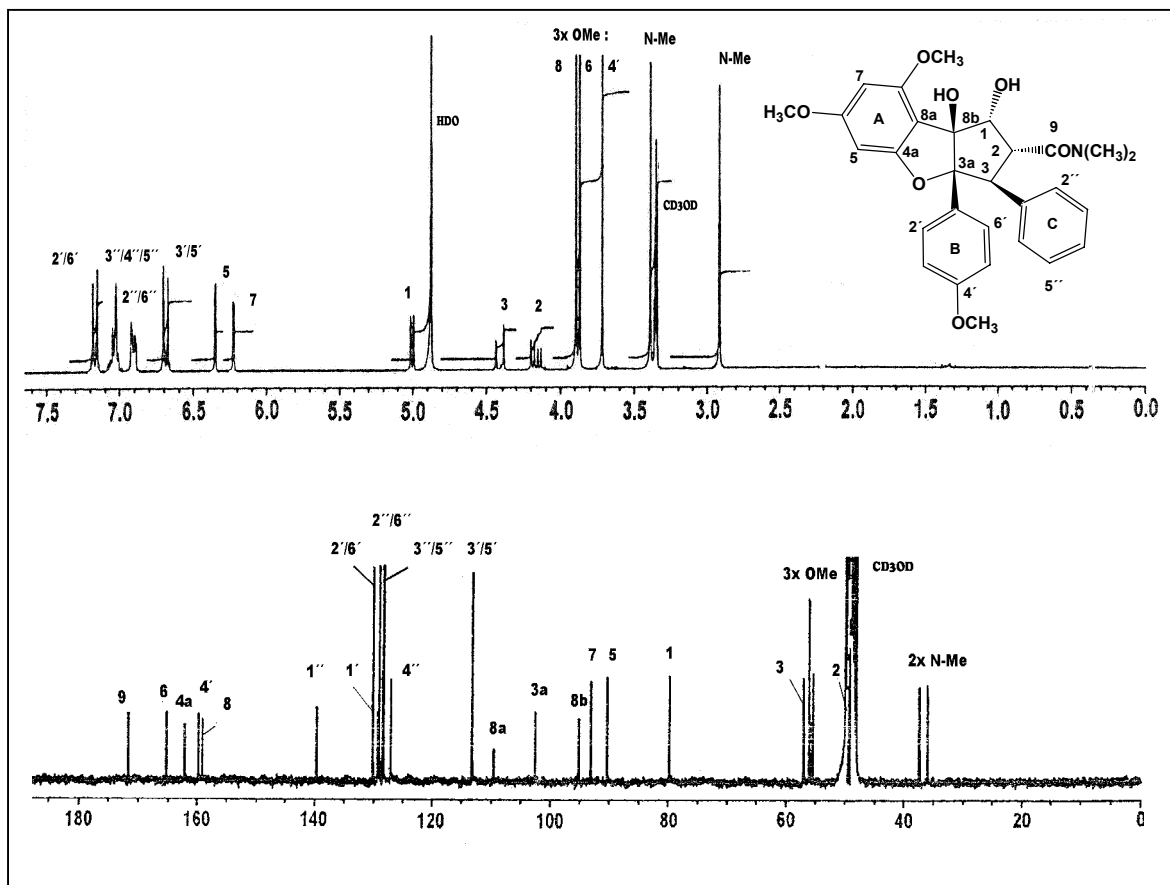 3x OMe :
8 6 4´
N-Me
N-Me
HDO
CD3OD
2´/6´
3´´/4´´/5´´
2´´/6´´
3´/5´
5
7
1
3
2
7.5 7.0 6.5 6.0 5.5 5.0 4.5 4.0 3.5 3.0 2.5 2.0 1.5 1.0 0.5 0.0
OCH3
HO
OH
7
H3CO
A
8a
8b
1
9
5
4a
2
CON(CH3)2
3a
3
O
2´
6´
2´´
B
C
4´
5´´
OCH3
2´´/6´´
2´/6´
3´´/5´´
3´/5´
3x OMe
CD3OD
9
6
4a
4´
8
1´´
1´
4´´
8a
3a
8b
7
5
1
3
2
2x N-Me
180 160 140 120 100 80 60 40 20 0